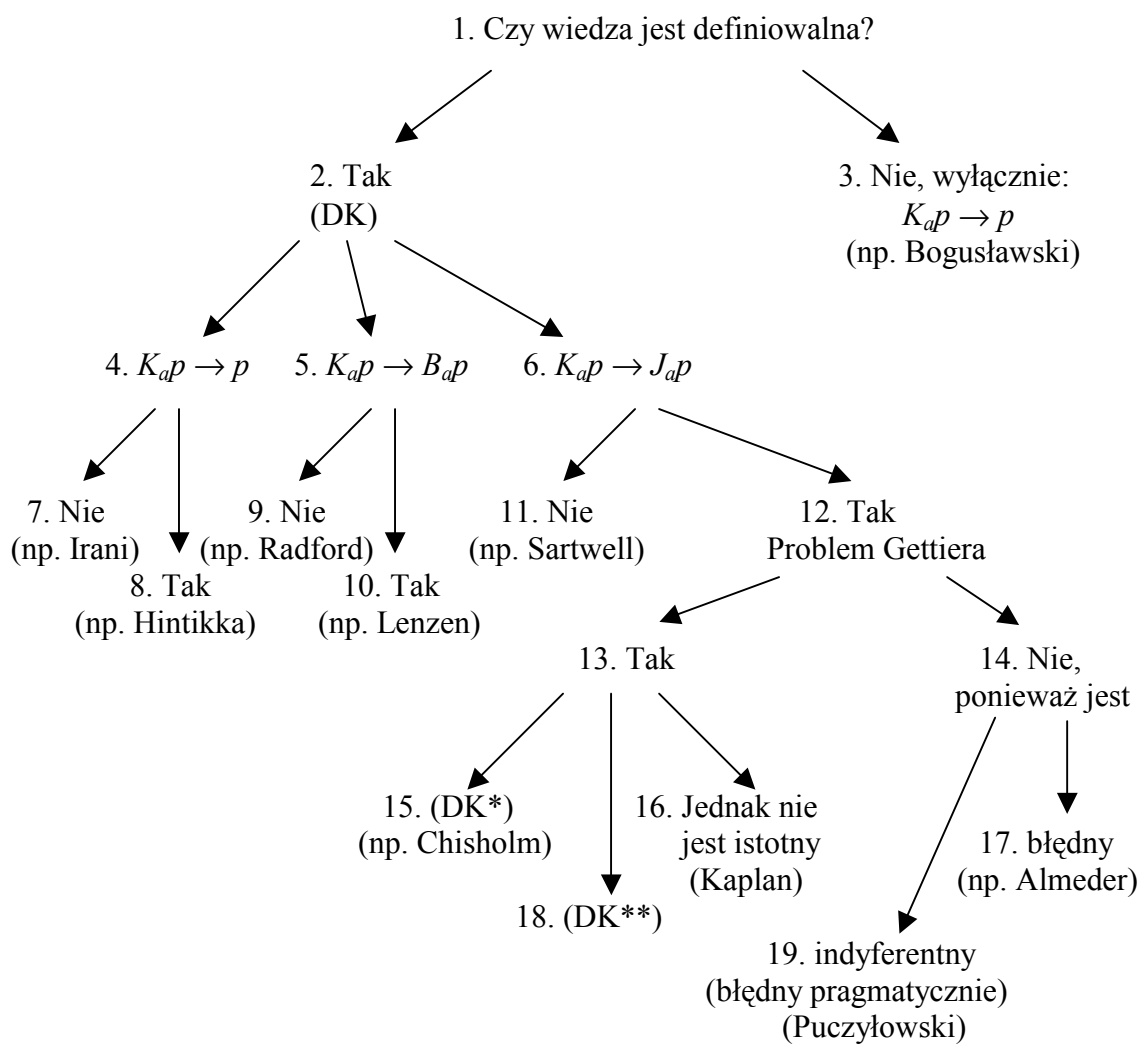 1. Czy wiedza jest definiowalna?
2. Tak
(DK)
3. Nie, wyłącznie:
Kₐp → p
(np. Bogusławski)
4. Kₐp → p
5. Kₐp → Bₐp
6. Kₐp → Jₐp
7. Nie
(np. Irani)
8. Tak
(np. Hintikka)
9. Nie
(np. Radford)
10. Tak
(np. Lenzen)
11. Nie
(np. Sartwell)
12. Tak
Problem Gettiera
13. Tak
14. Nie,
ponieważ jest
15. (DK*)
(np. Chisholm)
16. Jednak nie
jest istotny
(Kaplan)
17. błędny
(np. Almeder)
18. (DK**)
19. indyferentny
(błędny pragmatycznie)
(Puczyłowski)